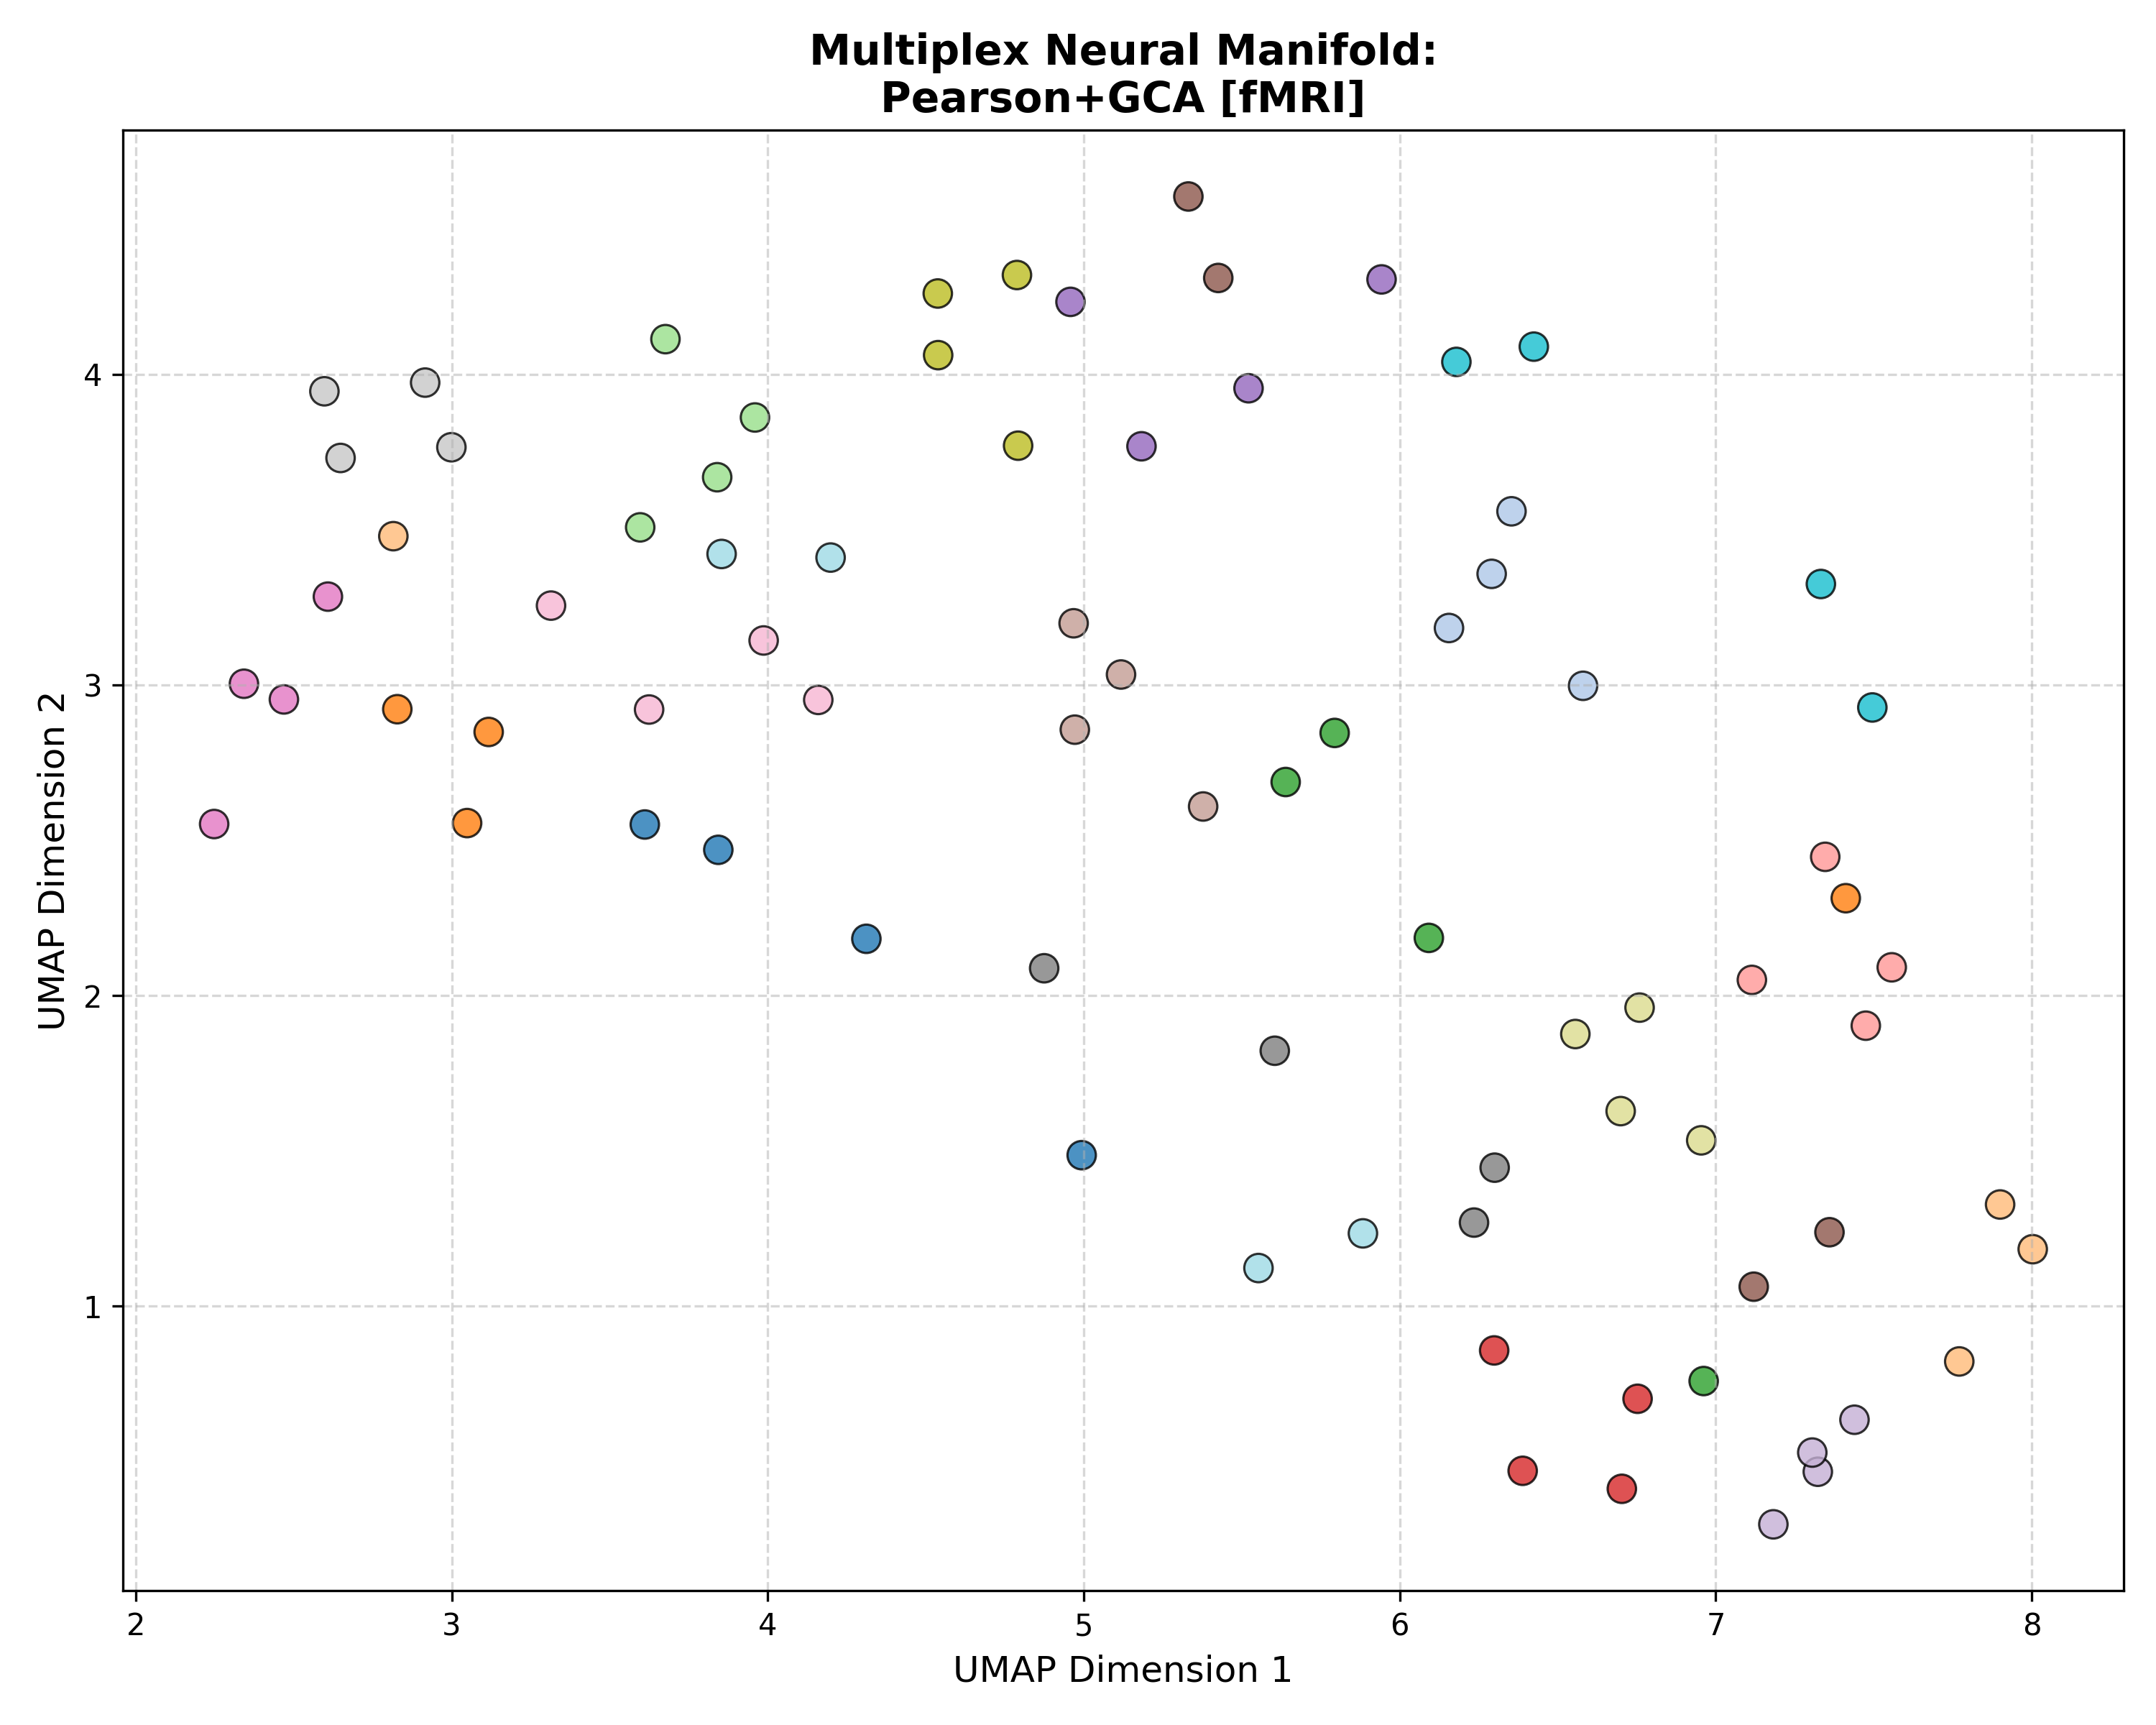 Multiplex Neural Manifold:
Pearson+GCA [fMRI]
4
3
2
1
UMAP Dimension 2
2 3 4 5 6 7 8
UMAP Dimension 1